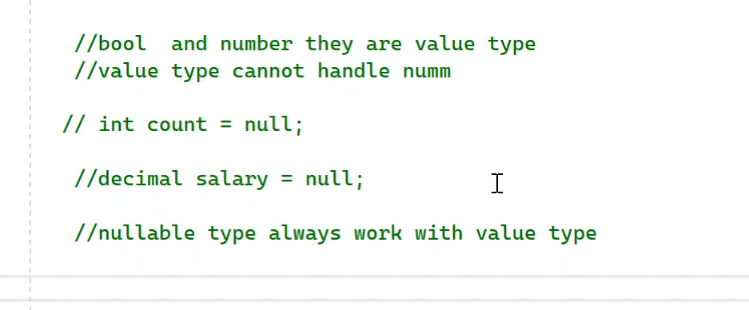 //bool  and number they are value type
//value type cannot handle numm
// int count = null;
//decimal salary = null;
//nullable type always work with value type